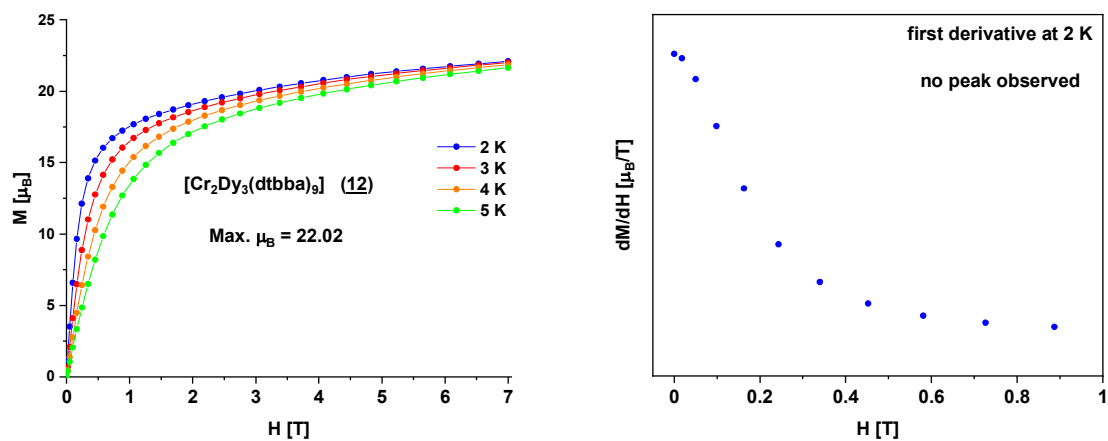 25
20
15
10
5
0
M [μB]
0 1 2 3 4 5 6 7
H [T]
2 K
3 K
4 K
5 K
[Cr2Dy3(dtbba)9] (12)
Max. μB = 22.02
first derivative at 2 K
no peak observed
dM/dH [μB/T]
0 0.2 0.4 0.6 0.8 1
H [T]